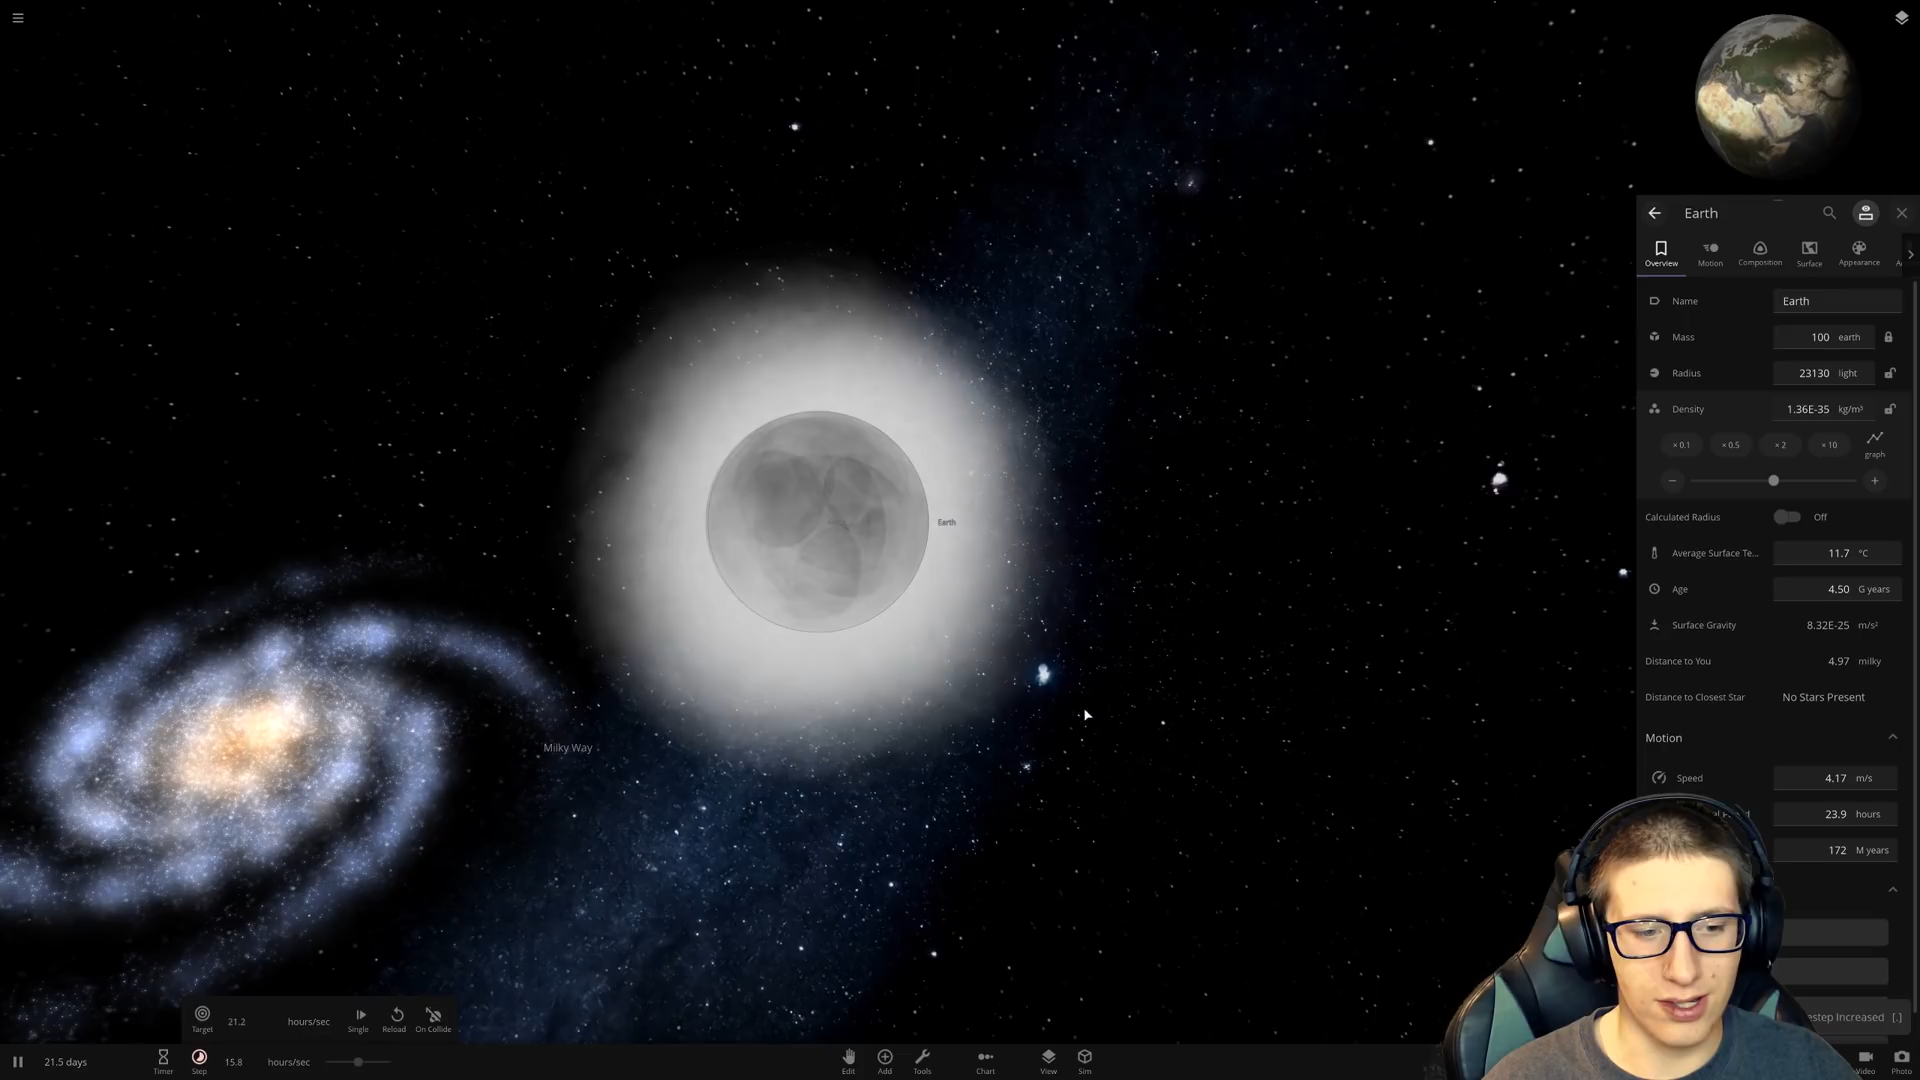 Earth
Overview
Motion
Composition
Surface
Appearance
Name
Earth
Mass
100 earth
Radius
23130 light
Density
1.36E-35 kg/m³
× 0.1
× 0.5
× 2
× 10
graph
Calculated Radius
Off
Average Surface Te...
11.7 °C
Age
4.50 G years
Surface Gravity
8.32E-25 m/s²
Distance to You
4.97 milky
Distance to Closest Star
No Stars Present
Motion
Speed
4.17 m/s
23.9 hours
172 M years
estep Increased [.]
Earth
Milky Way
Target
21.2 hours/sec
Single
Reload
On Collide
21.5 days
Timer
Step
15.8 hours/sec
Edit
Add
Tools
Chart
View
Sim
Video
Photo